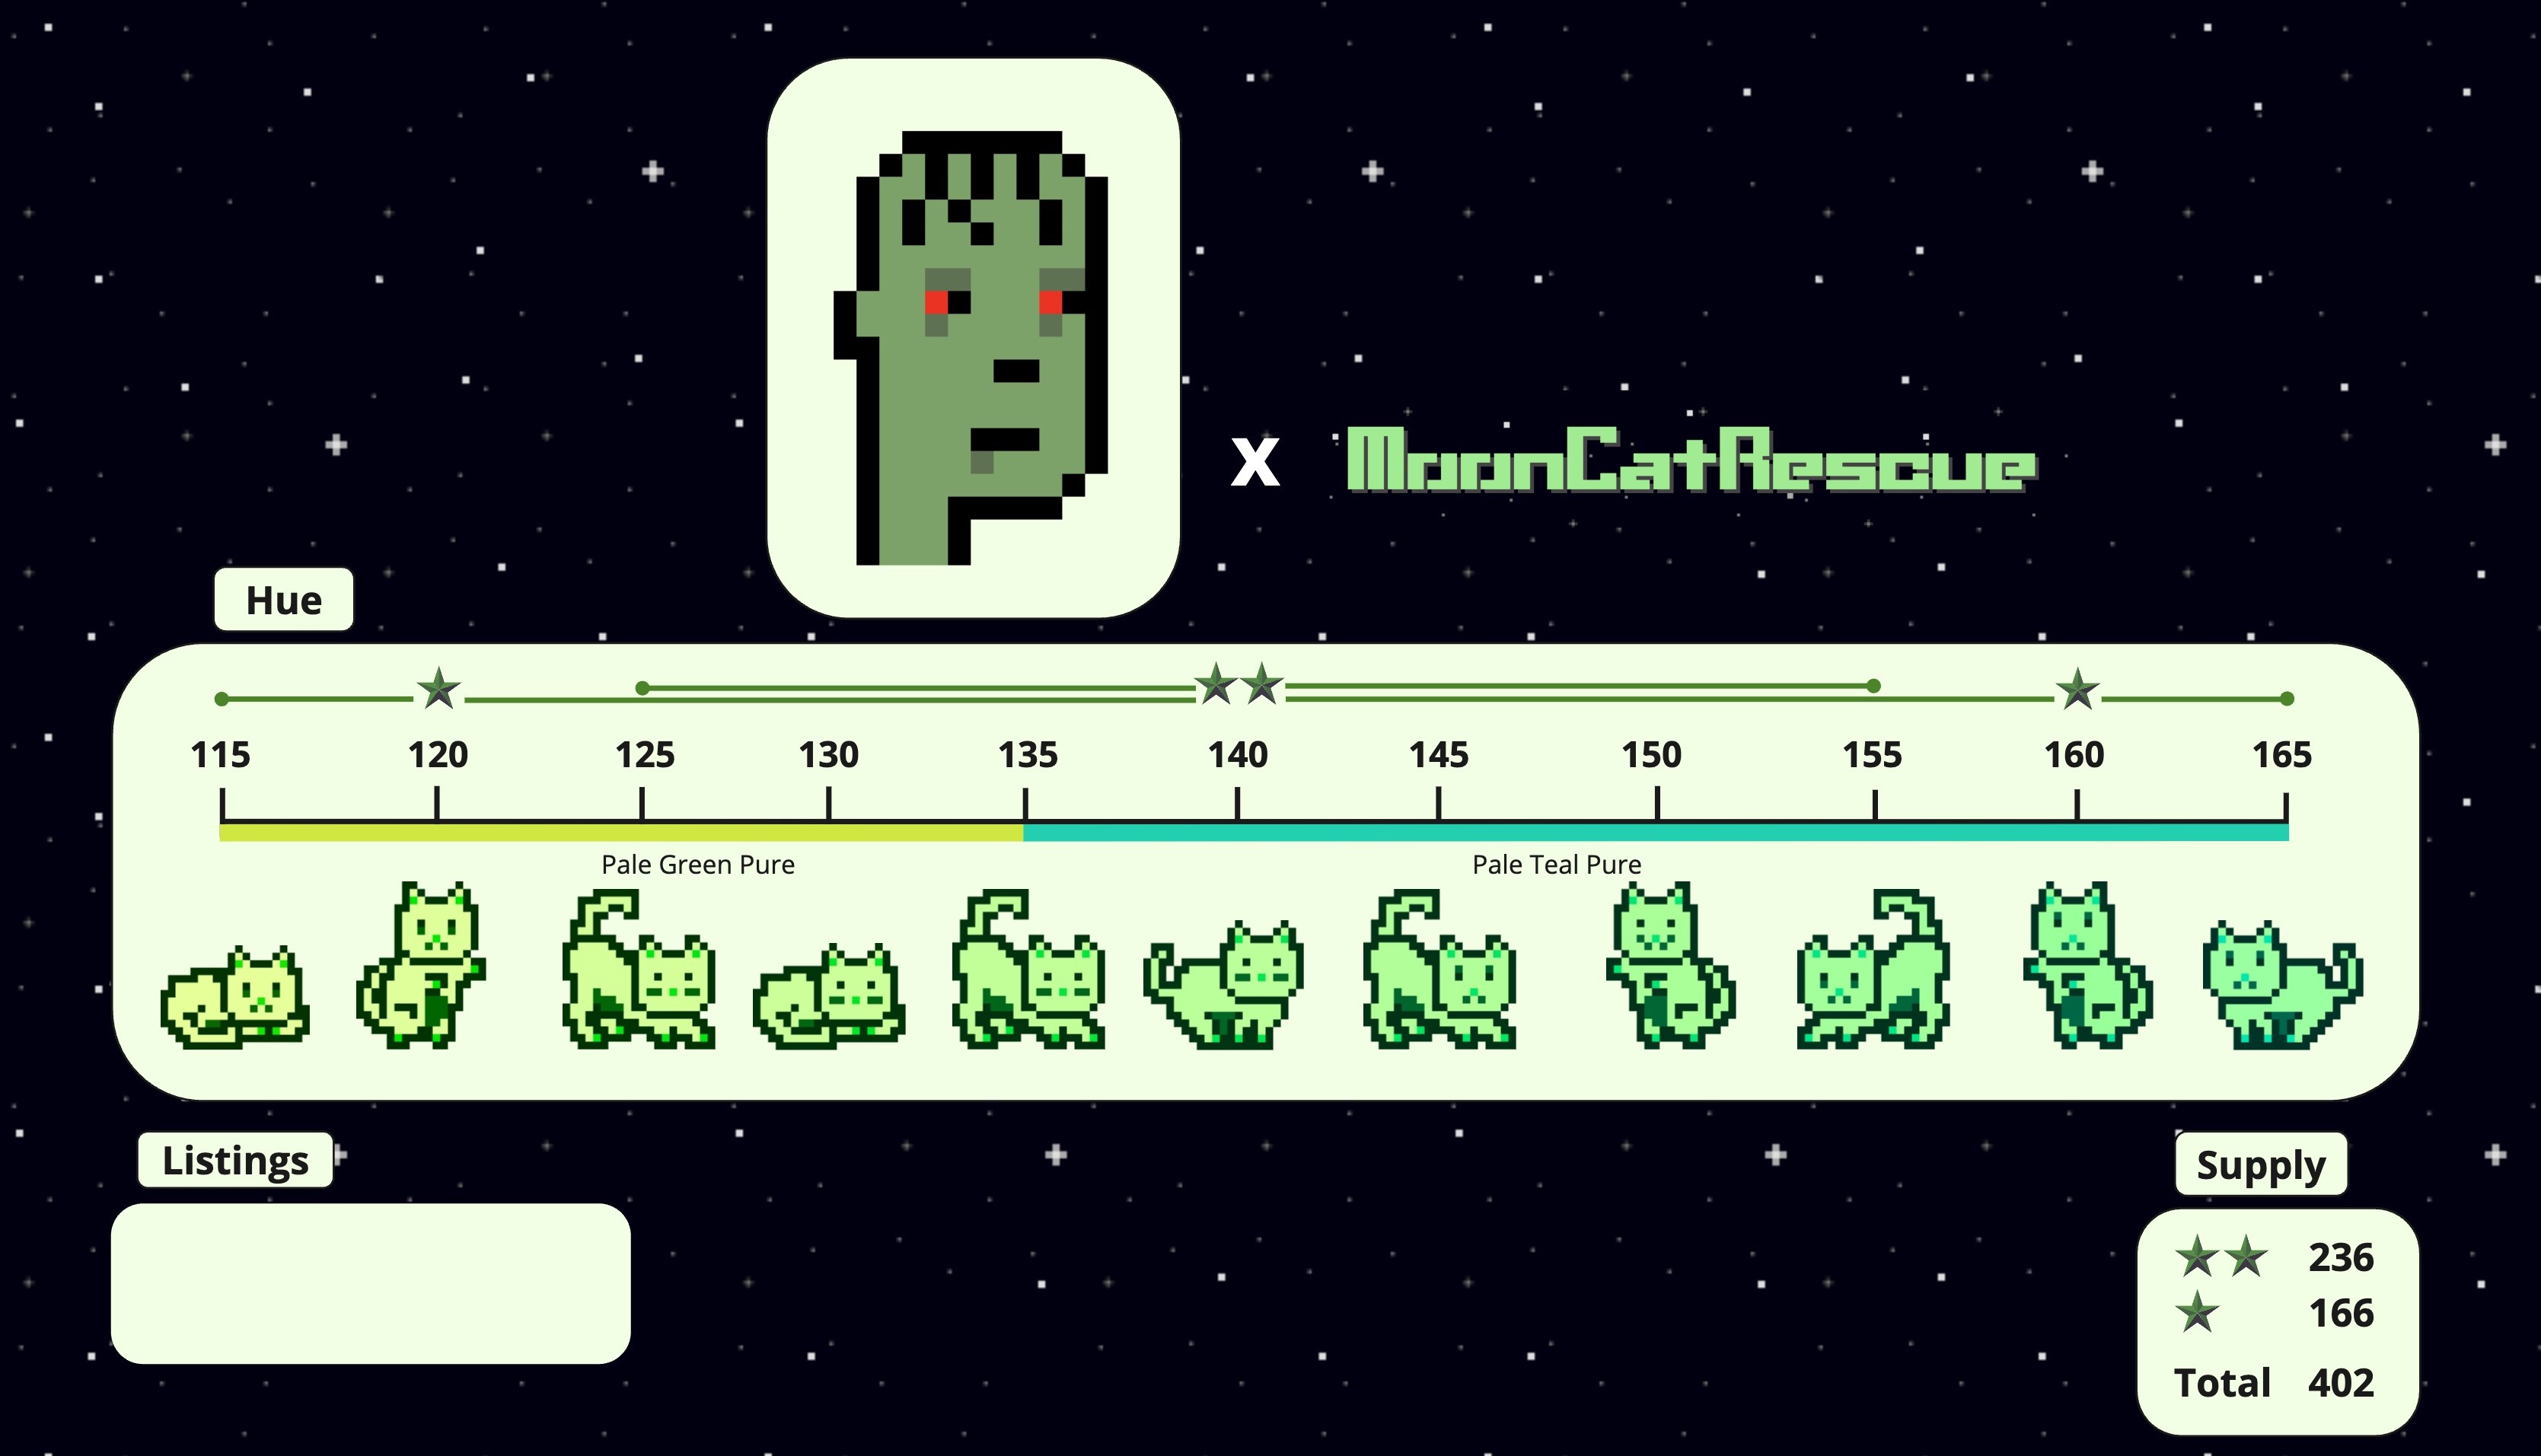 x MoonCatRescue
Hue
115 120 125 130 135 140 145 150 155 160 165
Pale Green Pure Pale Teal Pure
Listings
Supply
236
166
Total 402